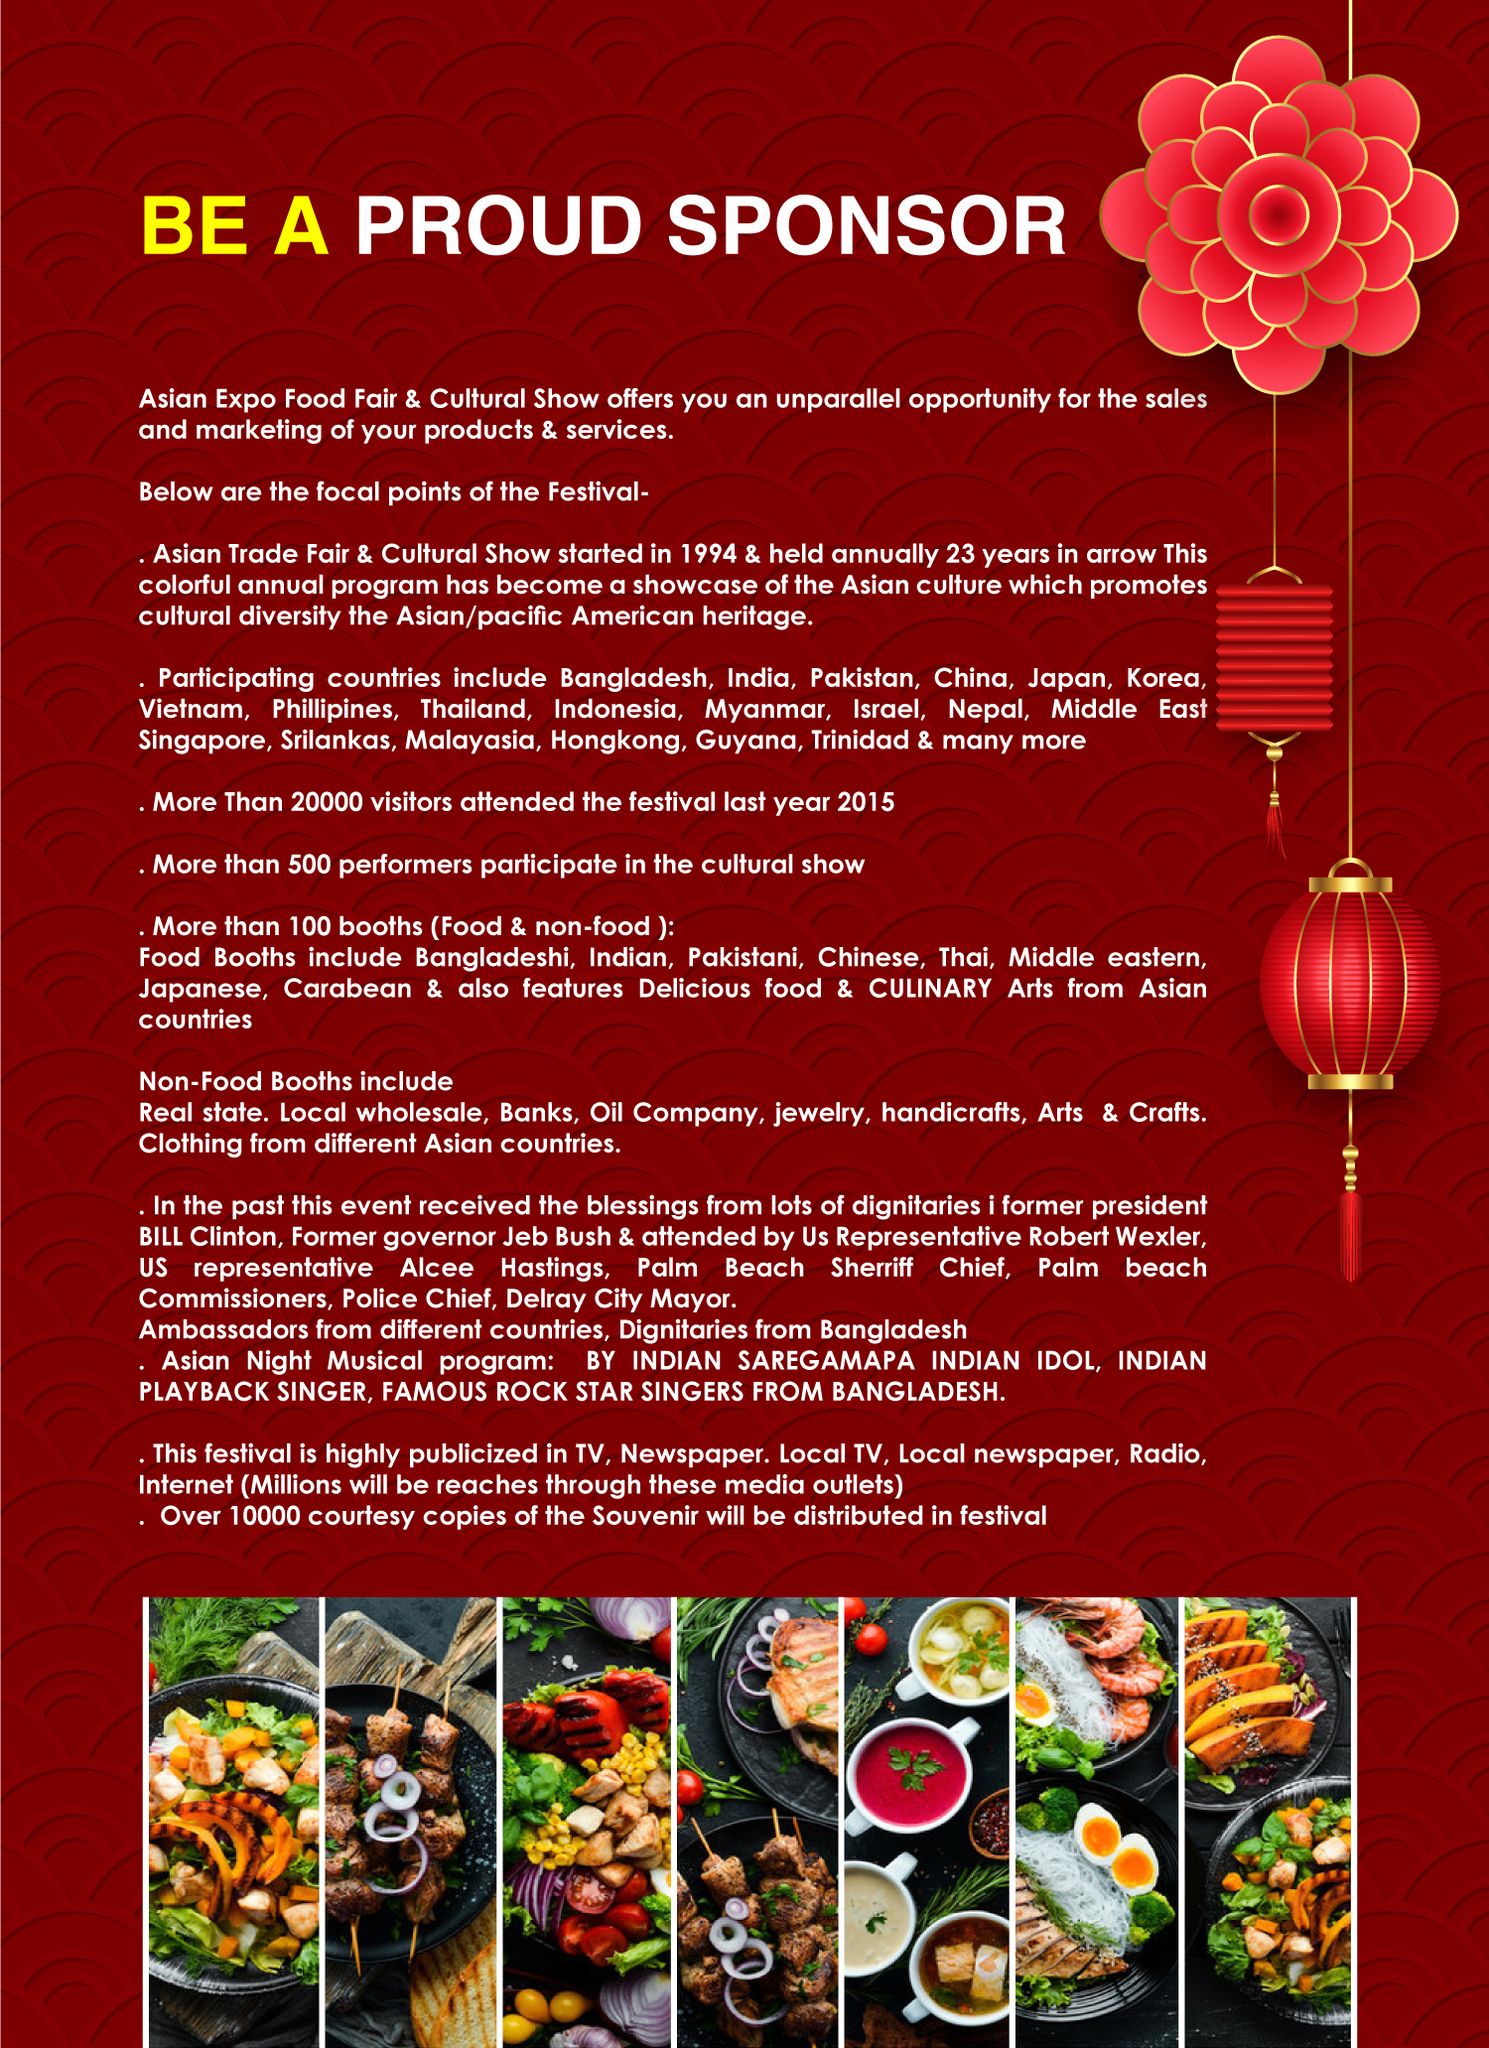 BE A PROUD SPONSOR
Asian Expo Food Fair & Cultural Show offers you an unparallel opportunity for the sales
and marketing of your products & services.
Below are the focal points of the Festival-
. Asian Trade Fair & Cultural Show started in 1994 & held annually 23 years in arrow This
colorful annual program has become a showcase of the Asian culture which promotes
cultural diversity the Asian/pacific American heritage.
. Participating countries include Bangladesh, India, Pakistan, China, Japan, Korea,
Vietnam, Phillipines, Thailand, Indonesia, Myanmar, Israel, Nepal, Middle East
Singapore, Srilankas, Malayasia, Hongkong, Guyana, Trinidad & many more
. More Than 20000 visitors attended the festival last year 2015
. More than 500 performers participate in the cultural show
. More than 100 booths (Food & non-food ):
Food Booths include Bangladeshi, Indian, Pakistani, Chinese, Thai, Middle eastern,
Japanese, Carabean & also features Delicious food & CULINARY Arts from Asian
countries
Non-Food Booths include
Real state. Local wholesale, Banks, Oil Company, jewelry, handicrafts, Arts & Crafts.
Clothing from different Asian countries.
. In the past this event received the blessings from lots of dignitaries i former president
BILL Clinton, Former governor Jeb Bush & attended by Us Representative Robert Wexler,
US representative Alcee Hastings, Palm Beach Sherriff Chief, Palm beach
Commissioners, Police Chief, Delray City Mayor.
Ambassadors from different countries, Dignitaries from Bangladesh
. Asian Night Musical program: BY INDIAN SAREGAMAPA INDIAN IDOL, INDIAN
PLAYBACK SINGER, FAMOUS ROCK STAR SINGERS FROM BANGLADESH.
. This festival is highly publicized in TV, Newspaper. Local TV, Local newspaper, Radio,
Internet (Millions will be reaches through these media outlets)
. Over 10000 courtesy copies of the Souvenir will be distributed in festival